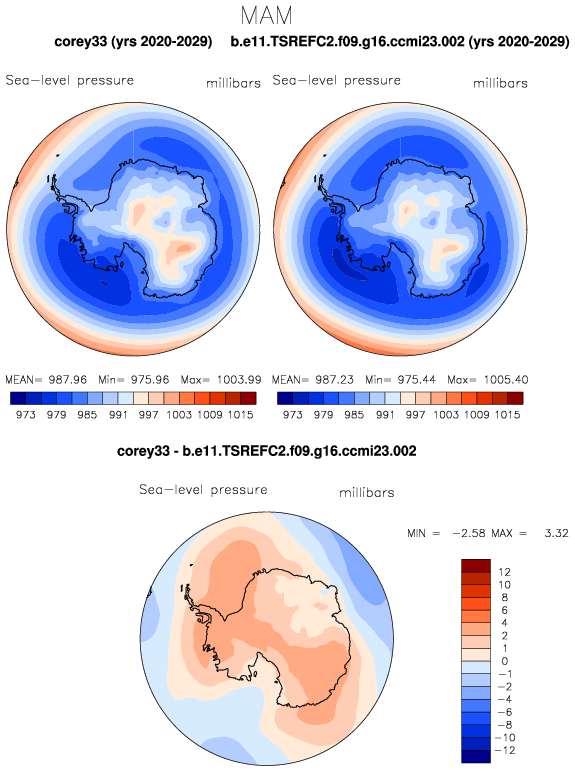 MAM
corey33 (yrs 2020-2029) b.e11.TSREFC2.f09.g16.ccmi23.002 (yrs 2020-2029)
Sea-level pressure millibars Sea-level pressure millibars
MEAN= 987.96 Min= 975.96 Max= 1003.99 MEAN= 987.23 Min= 975.44 Max= 1005.40
973 979 985 991 997 1003 1009 1015 973 979 985 991 997 1003 1009 1015
corey33 - b.e11.TSREFC2.f09.g16.ccmi23.002
Sea-level pressure millibars
MIN = -2.58 MAX = 3.32
12
10
8
6
4
2
1
0
-1
-2
-4
-6
-8
-10
-12